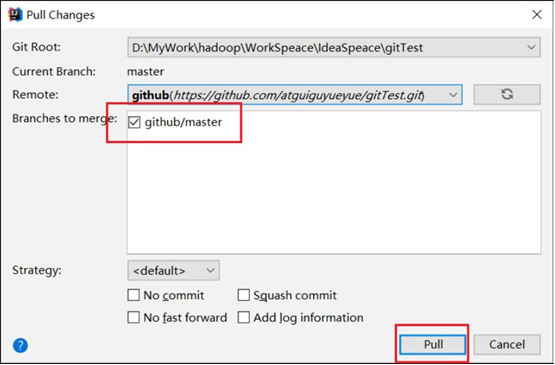 Pull Changes
Git Root: D:\MyWork\hadoop\WorkSpeace\IdeaSpeace\gitTest
Current Branch: master
Remote: github(https://github.com/atguiguyueyue/gitTest.git)
Branches to merge: github/master
Strategy: <default>
No commit Squash commit
No fast forward Add log information
? Pull Cancel